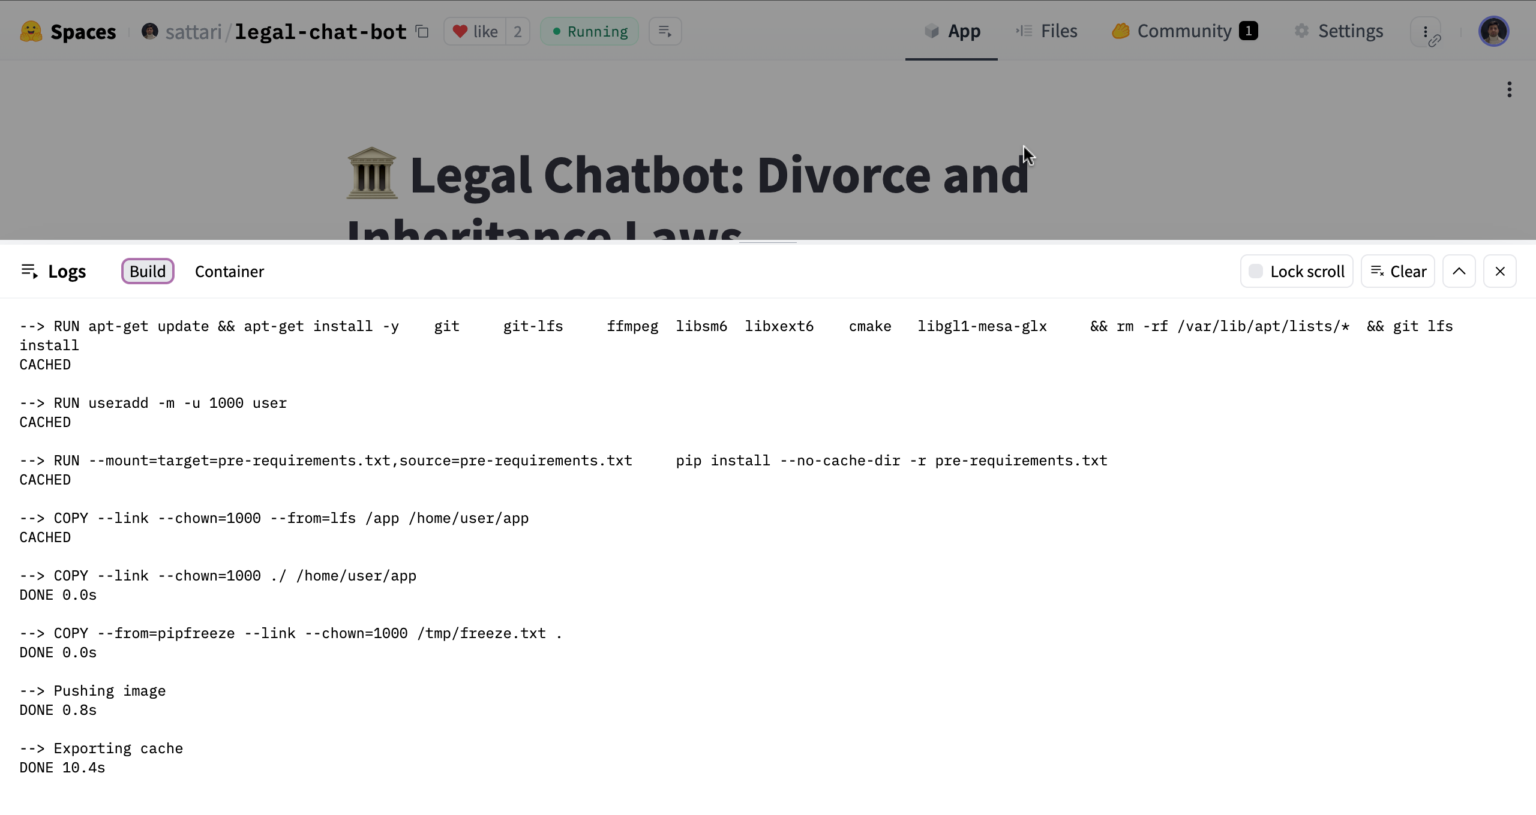 Spaces
sattari/legal-chat-bot
like 2
Running
App
Files
Community 1
Settings
🏛️ Legal Chatbot: Divorce and
Inheritance Laws
Logs
Build
Container
Lock scroll
Clear
--> RUN apt-get update && apt-get install -y    git     git-lfs     ffmpeg  libsm6  libxext6    cmake   libgl1-mesa-glx     && rm -rf /var/lib/apt/lists/*  && git lfs
install
CACHED
--> RUN useradd -m -u 1000 user
CACHED
--> RUN --mount=target=pre-requirements.txt,source=pre-requirements.txt     pip install --no-cache-dir -r pre-requirements.txt
CACHED
--> COPY --link --chown=1000 --from=lfs /app /home/user/app
CACHED
--> COPY --link --chown=1000 ./ /home/user/app
DONE 0.0s
--> COPY --from=pipfreeze --link --chown=1000 /tmp/freeze.txt .
DONE 0.0s
--> Pushing image
DONE 0.8s
--> Exporting cache
DONE 10.4s